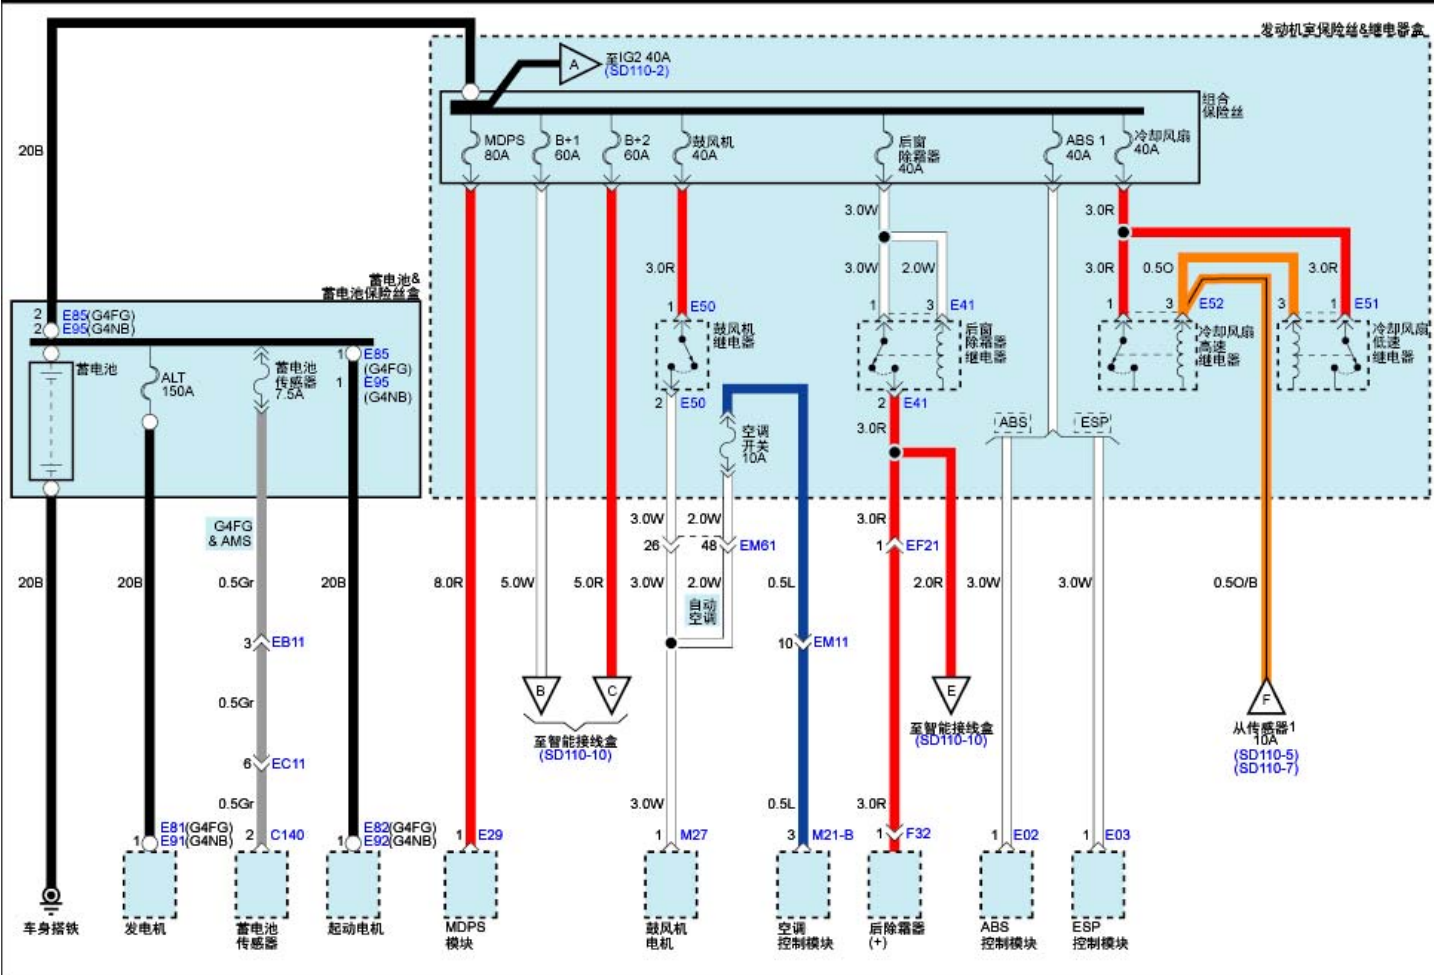 发动机室保险丝&继电器盒
A
至IG2 40A
(SD110-2)
组合
保险丝
MDPS
80A
B+1
60A
B+2
60A
鼓风机
40A
后窗
除霜器
40A
ABS 1
40A
冷却风扇
40A
20B
3.0W
3.0R
3.0R
3.0W
2.0W
3.0R
0.5O
3.0R
蓄电池&
蓄电池保险丝盒
2 E85(G4FG)
2 E95(G4NB)
1 E50
1
3 E41
1
3 E52
3
1 E51
鼓风机
继电器
后窗
除霜器
继电器
冷却风扇
高速
继电器
冷却风扇
低速
继电器
蓄电池
ALT
150A
蓄电池
传感器
7.5A
1 E85
(G4FG)
1 E95
(G4NB)
2 E50
2 E41
空调
开关
10A
3.0R
ABS
ESP
G4FG
& AMS
3.0W
2.0W
3.0R
26
48 EM61
1 EF21
20B
20B
0.5Gr
20B
8.0R
5.0W
5.0R
3.0W
2.0W
0.5L
2.0R
3.0W
3.0W
0.5O/B
自动
空调
3 EB11
10 EM11
0.5Gr
B
C
E
F
至智能接线盒
(SD110-10)
至智能接线盒
(SD110-10)
从传感器1
10A
(SD110-5)
(SD110-7)
6 EC11
0.5Gr
3.0W
0.5L
3.0R
E81(G4FG)
1 E91(G4NB)
2 C140
E82(G4FG)
1 E92(G4NB)
1 E29
1 M27
3 M21-B
1 F32
1 E02
1 E03
车身搭铁
发电机
蓄电池
传感器
起动电机
MDPS
模块
鼓风机
电机
空调
控制模块
后除霜器
(+)
ABS
控制模块
ESP
控制模块